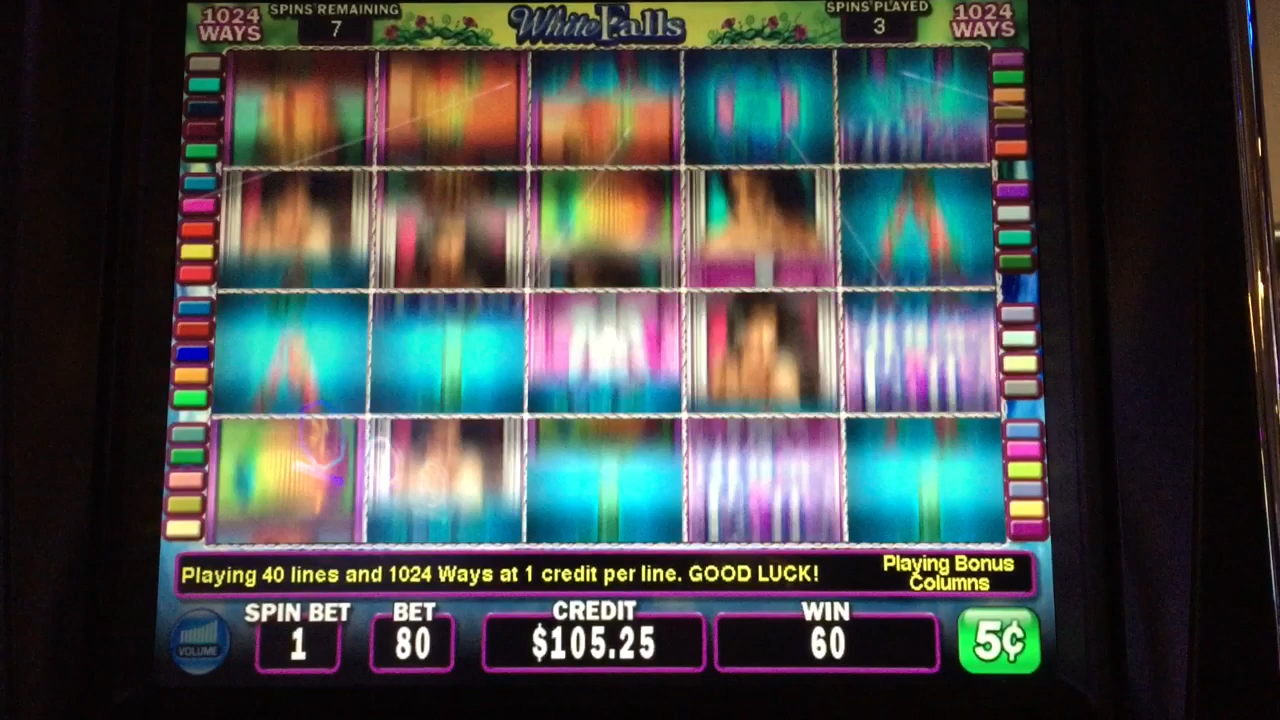 1024
WAYS
SPINS REMAINING
7
White Falls
SPINS PLAYED
3
1024
WAYS
Playing 40 lines and 1024 Ways at 1 credit per line. GOOD LUCK!
Playing Bonus
Columns
SPIN BET
1
BET
80
CREDIT
$105.25
WIN
60
5¢
VOLUME